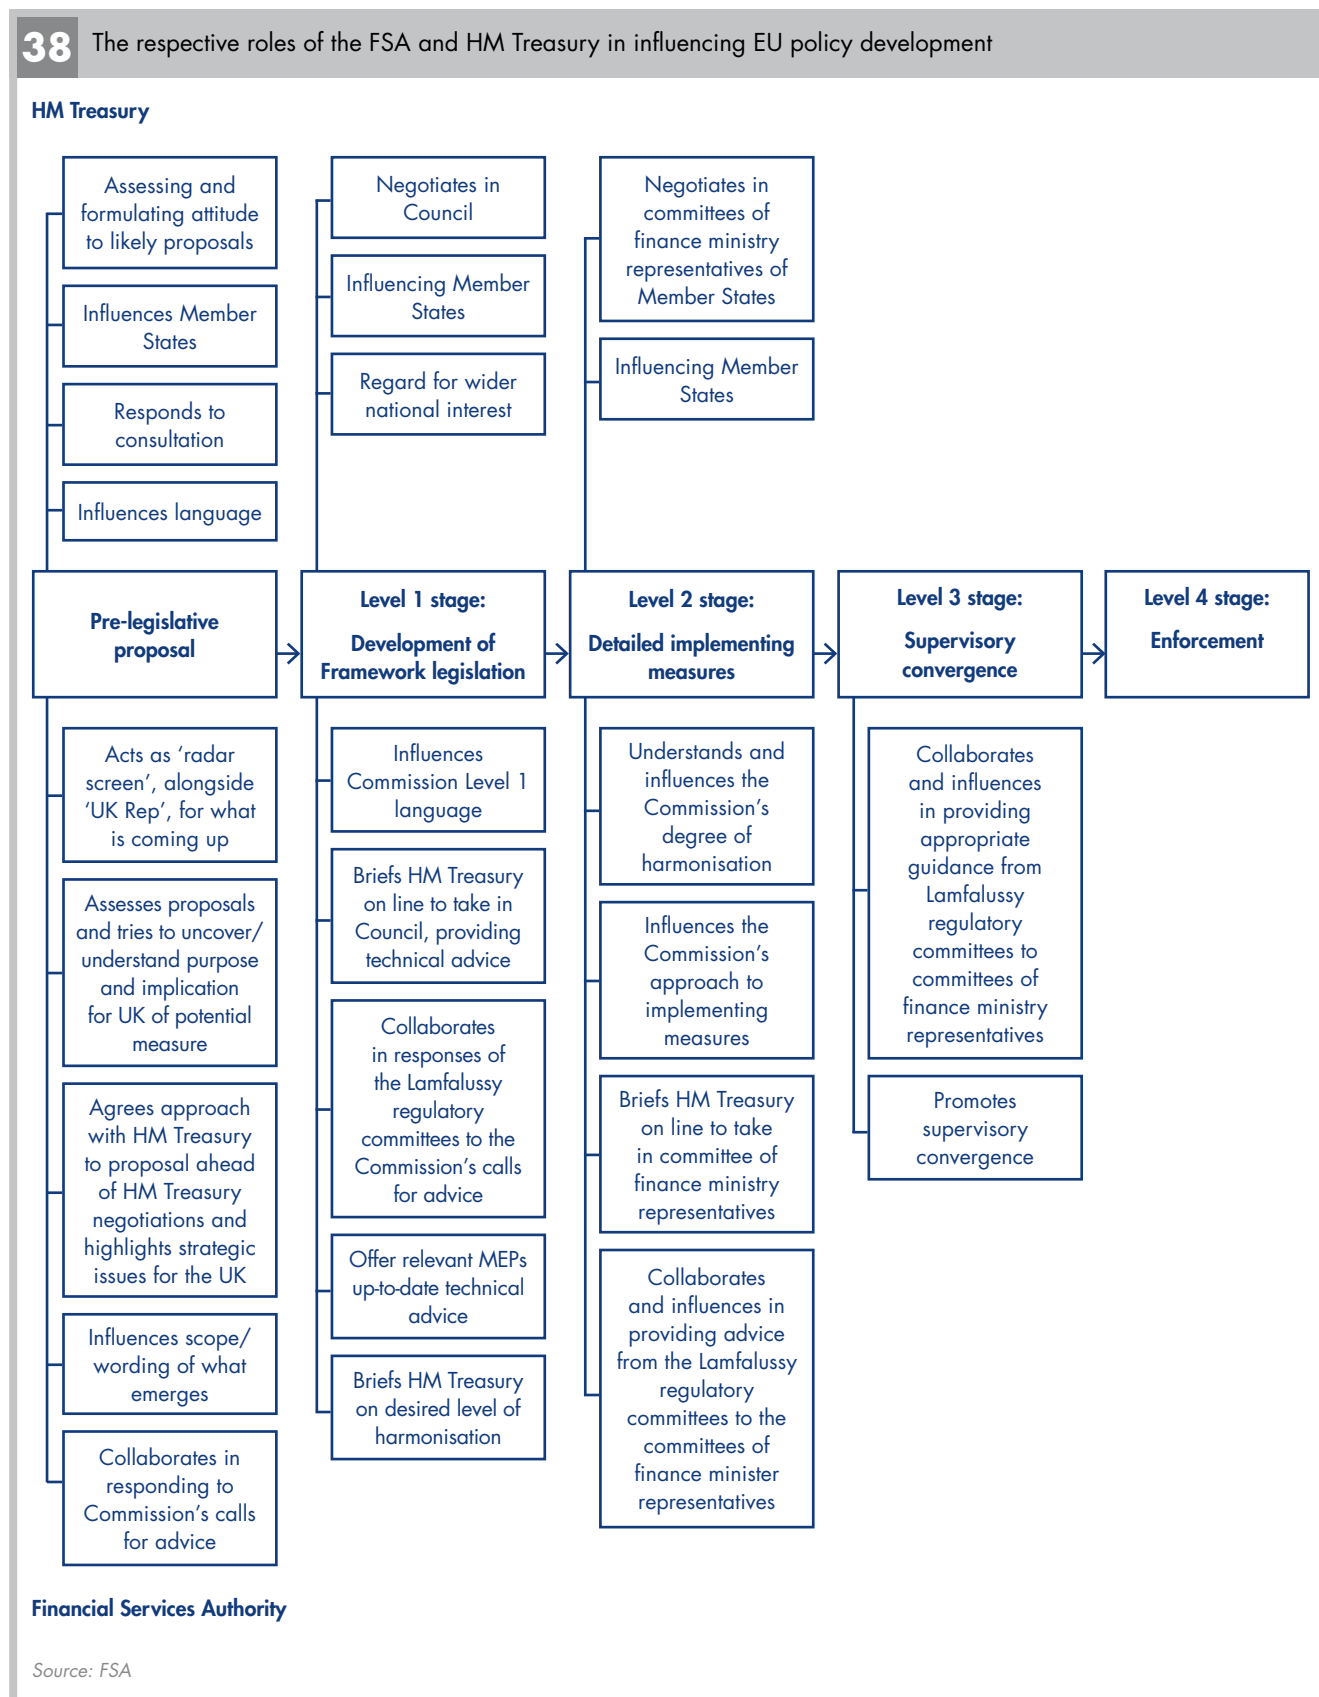 38
The respective roles of the FSA and HM Treasury in influencing EU policy development
HM Treasury
Assessing and
formulating attitude
to likely proposals
Influences Member
States
Responds to
consultation
Influences language
Negotiates in
Council
Influencing Member
States
Regard for wider
national interest
Negotiates in
committees of
finance ministry
representatives of
Member States
Influencing Member
States
Pre-legislative
proposal
Level 1 stage:
Development of
Framework legislation
Level 2 stage:
Detailed implementing
measures
Level 3 stage:
Supervisory
convergence
Level 4 stage:
Enforcement
Acts as ‘radar
screen’, alongside
‘UK Rep’, for what
is coming up
Assesses proposals
and tries to uncover/
understand purpose
and implication
for UK of potential
measure
Agrees approach
with HM Treasury
to proposal ahead
of HM Treasury
negotiations and
highlights strategic
issues for the UK
Influences scope/
wording of what
emerges
Collaborates in
responding to
Commission’s calls
for advice
Influences
Commission Level 1
language
Briefs HM Treasury
on line to take in
Council, providing
technical advice
Collaborates
in responses of
the Lamfalussy
regulatory
committees to the
Commission’s calls
for advice
Offer relevant MEPs
up-to-date technical
advice
Briefs HM Treasury
on desired level of
harmonisation
Understands and
influences the
Commission’s
degree of
harmonisation
Influences the
Commission’s
approach to
implementing
measures
Briefs HM Treasury
on line to take
in committee of
finance ministry
representatives
Collaborates
and influences in
providing advice
from the Lamfalussy
regulatory
committees to the
committees of
finance minister
representatives
Collaborates
and influences
in providing
appropriate
guidance from
Lamfalussy
regulatory
committees to
committees of
finance ministry
representatives
Promotes
supervisory
convergence
Financial Services Authority
Source: FSA